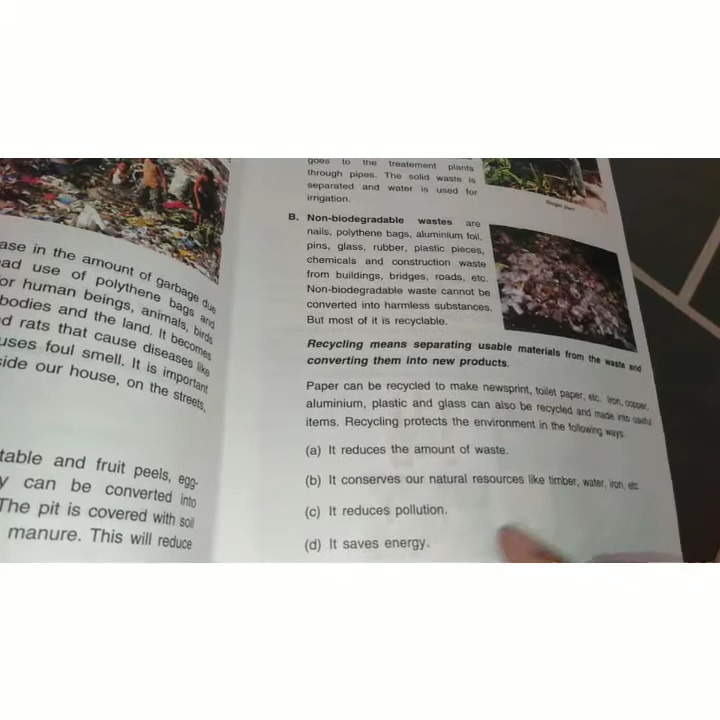 ase in the amount of garbage due
ad use of polythene bags and
or human beings, animals, birds
bodies and the land. It becomes
d rats that cause diseases like
uses foul smell. It is important
side our house, on the streets,
table and fruit peels, egg-
y can be converted into
The pit is covered with soil
manure. This will reduce
goes to the treatement plants
through pipes. The solid waste is
separated and water is used for
irrigation.
B. Non-biodegradable wastes are
nails, polythene bags, aluminium foil,
pins, glass, rubber, plastic pieces,
chemicals and construction waste
from buildings, bridges, roads, etc.
Non-biodegradable waste cannot be
converted into harmless substances.
But most of it is recyclable.
Recycling means separating usable materials from the waste and
converting them into new products.
Paper can be recycled to make newsprint, toilet paper, etc. Iron, copper,
aluminium, plastic and glass can also be recycled and made into useful
items. Recycling protects the environment in the following ways:
(a) It reduces the amount of waste.
(b) It conserves our natural resources like timber, water, iron, etc.
(c) It reduces pollution.
(d) It saves energy.